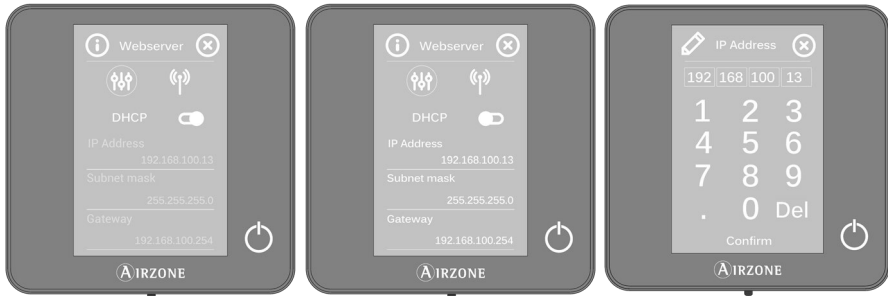 Webserver
DHCP
IP Address
192.168.100.13
Subnet mask
255.255.255.0
Gateway
192.168.100.254
AIRZONE
Webserver
DHCP
IP Address
192.168.100.13
Subnet mask
255.255.255.0
Gateway
192.168.100.254
AIRZONE
IP Address
192 168 100 13
1 2 3
4 5 6
7 8 9
. 0 Del
Confirm
AIRZONE